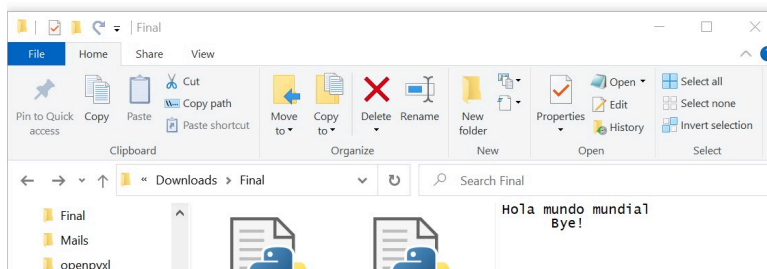 Final
File Home Share View
Pin to Quick access
Copy
Paste
Cut
Copy path
Paste shortcut
Clipboard
Move to
Copy to
Delete
Rename
Organize
New folder
New
Properties
Open
Edit
History
Open
Select all
Select none
Invert selection
Select
« Downloads > Final
Search Final
Final
Mails
openpyxl
Hola mundo mundial
Bye!